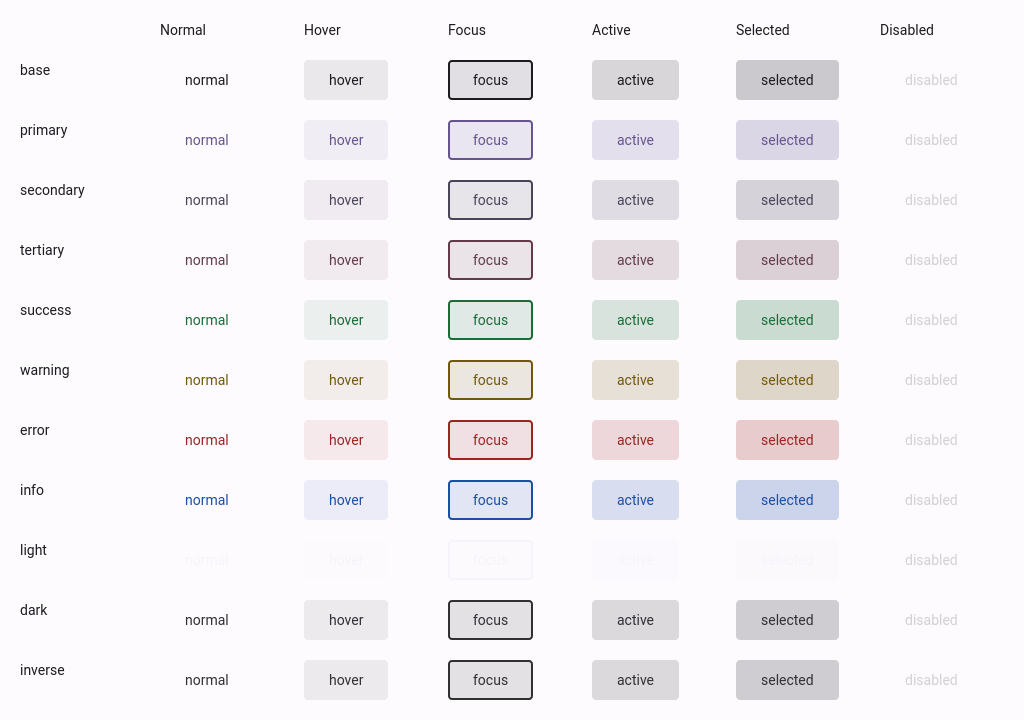 Normal Hover Focus Active Selected Disabled
base normal hover focus active selected disabled
primary normal hover focus active selected disabled
secondary normal hover focus active selected disabled
tertiary normal hover focus active selected disabled
success normal hover focus active selected disabled
warning normal hover focus active selected disabled
error normal hover focus active selected disabled
info normal hover focus active selected disabled
light normal hover focus active selected disabled
dark normal hover focus active selected disabled
inverse normal hover focus active selected disabled